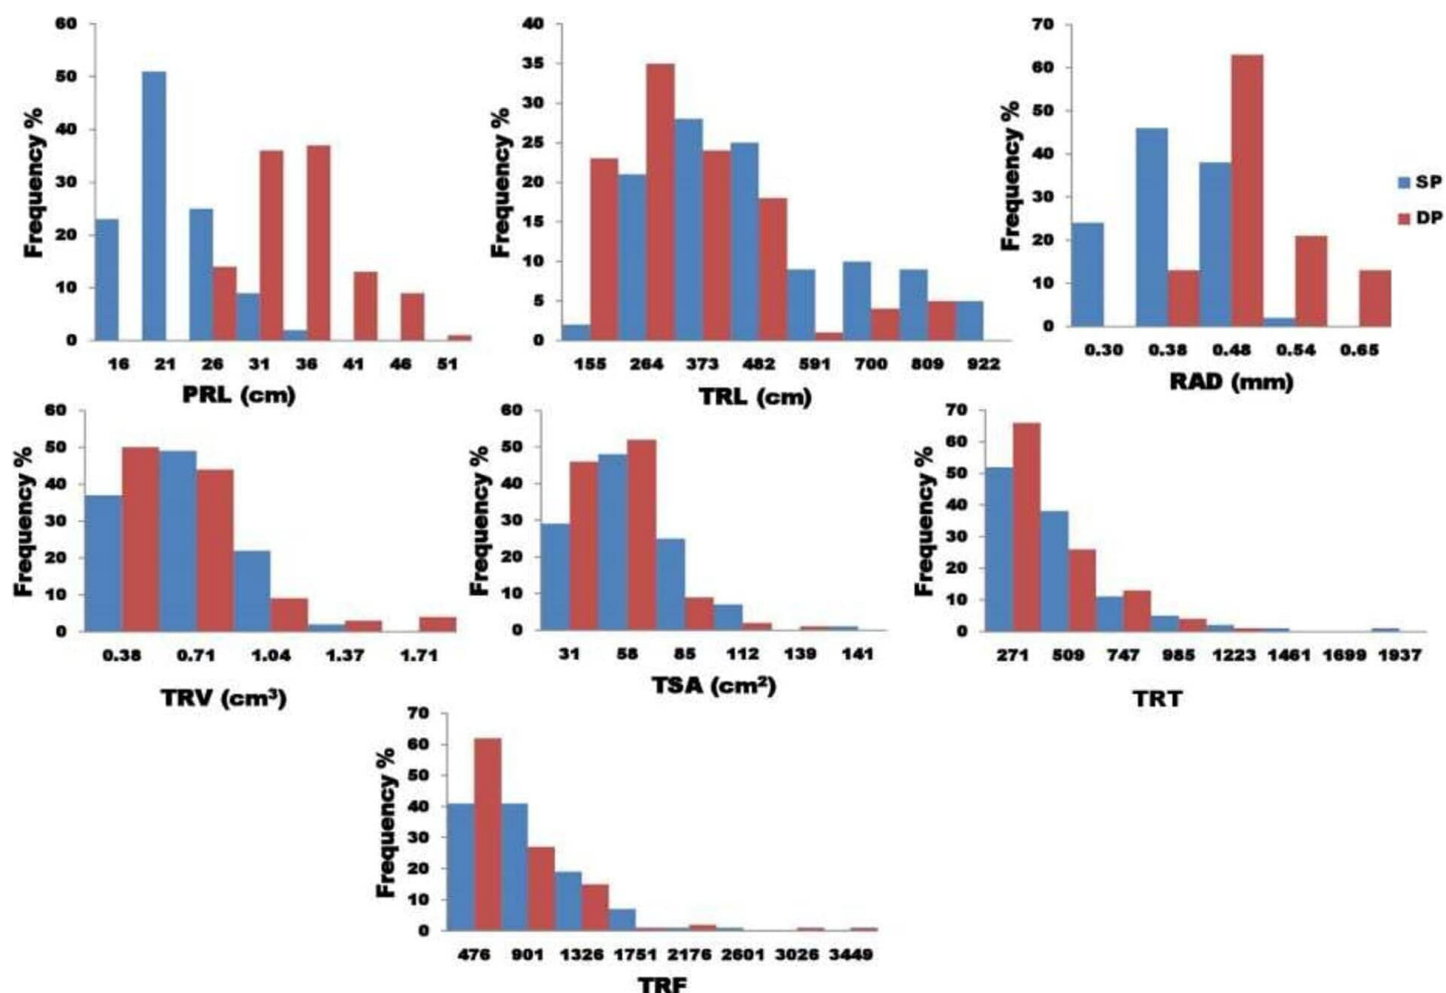 60
50
40
30
20
10
0
Frequency %
16 21 26 31 36 41 46 51
PRL (cm)
40
35
30
25
20
15
10
5
0
Frequency %
155 264 373 482 591 700 809 922
TRL (cm)
70
60
50
40
30
20
10
0
Frequency %
0.30 0.38 0.48 0.54 0.65
RAD (mm)
SP
DP
60
50
40
30
20
10
0
Frequency %
0.38 0.71 1.04 1.37 1.71
TRV (cm³)
60
50
40
30
20
10
0
Frequency %
31 58 85 112 139 141
TSA (cm²)
70
60
50
40
30
20
10
0
Frequency %
271 509 747 985 1223 1461 1699 1937
TRT
70
60
50
40
30
20
10
0
Frequency %
476 901 1326 1751 2176 2601 3026 3449
TRF